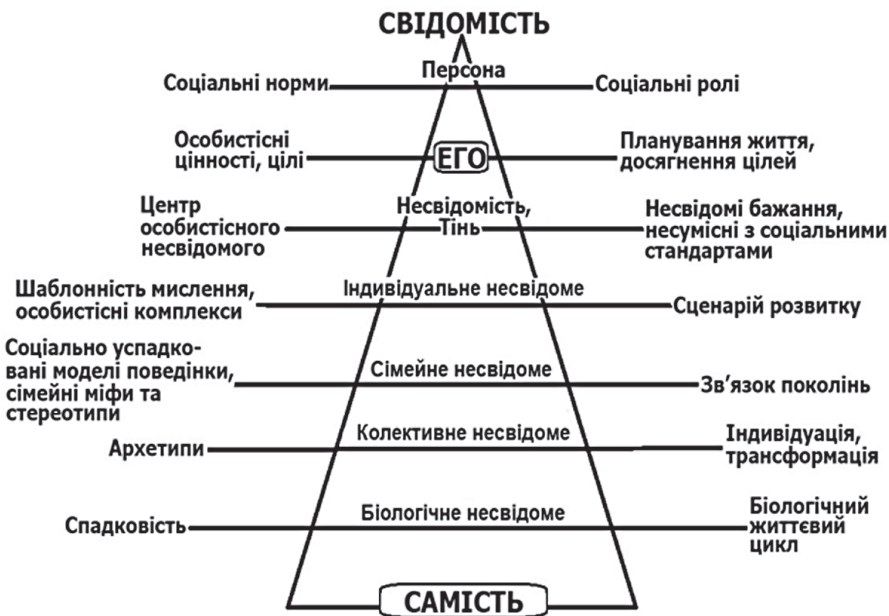 СВІДОМІСТЬ
Персона
Соціальні норми
Соціальні ролі
Особистісні
цінності, цілі
ЕГО
Планування життя,
досягнення цілей
Центр
особистісного
несвідомого
Несвідомість,
Тінь
Несвідомі бажання,
несумісні з соціальними
стандартами
Шаблонність мислення,
особистісні комплекси
Індивідуальне несвідоме
Сценарій розвитку
Соціально успадко-
вані моделі поведінки,
сімейні міфи та
стереотипи
Сімейне несвідоме
Зв’язок поколінь
Архетипи
Колективне несвідоме
Індивідуація,
трансформація
Спадковість
Біологічне несвідоме
Біологічний
життєвий
цикл
САМІСТЬ